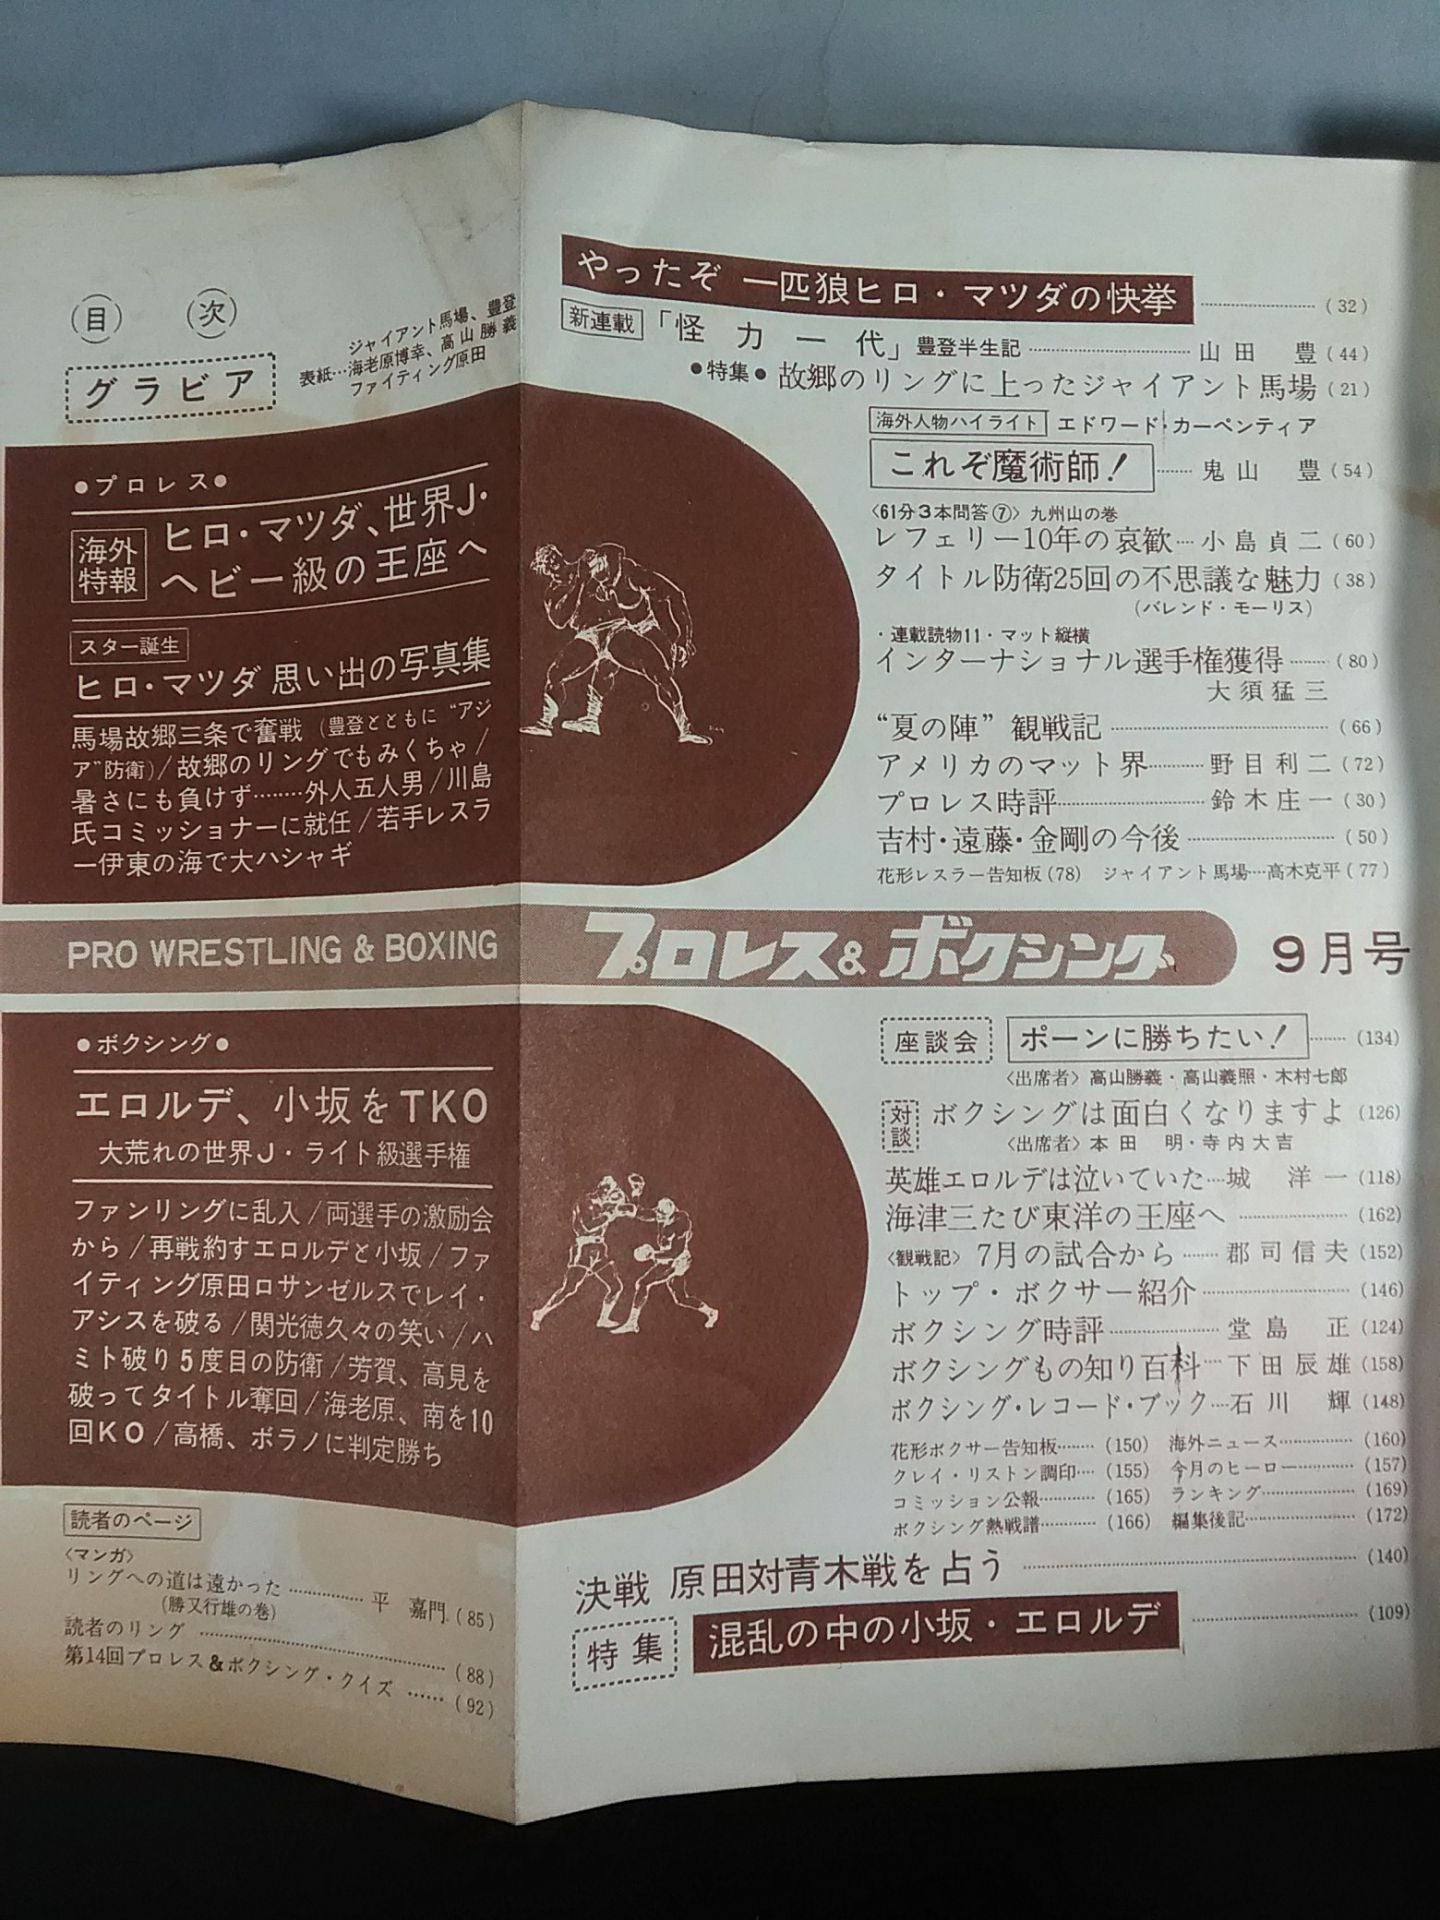 目次
ジャイアント馬場、豊登
表紙…海老原博幸、高山勝義
ファイティング原田
グラビア
●プロレス●
海外特報
ヒロ・マツダ、世界J・
ヘビー級の王座へ
スター誕生
ヒロ・マツダ 思い出の写真集
馬場故郷三条で奮戦(豊登とともに“アジ
ア”防衛)/故郷のリングでもみくちゃ/
暑さにも負けず………外人五人男/川島
氏コミッショナーに就任/若手レスラ
ー伊東の海で大ハシャギ
やったぞ 一匹狼ヒロ・マツダの快挙……………(32)
新連載 「怪力一代」豊登半生記……………山田 豊(44)
●特集● 故郷のリングに上ったジャイアント馬場(21)
海外人物ハイライト エドワード・カーペンティア
これぞ魔術師!……鬼山 豊(54)
〈61分3本問答⑦〉九州山の巻
レフェリー10年の哀歓…小島貞二(60)
タイトル防衛25回の不思議な魅力(38)
(バレンド・モーリス)
・連載読物11・マット縦横
インターナショナル選手権獲得……(80)
大須猛三
“夏の陣”観戦記……………(66)
アメリカのマット界………野目利二(72)
プロレス時評……………鈴木庄一(30)
吉村・遠藤・金剛の今後……………(50)
花形レスラー告知板(78) ジャイアント馬場…高木克平(77)
PRO WRESTLING & BOXING プロレス&ボクシング 9月号
●ボクシング●
エロルデ、小坂をTKO
大荒れの世界J・ライト級選手権
ファンリングに乱入/両選手の激励会
から/再戦約すエロルデと小坂/ファ
イティング原田ロサンゼルスでレイ・
アシスを破る/関光徳久々の笑い/ハ
ミト破り5度目の防衛/芳賀、高見を
破ってタイトル奪回/海老原、南を10
回KO/高橋、ボラノに判定勝ち
読者のページ
〈マンガ〉
リングへの道は遠かった……………平 嘉門(85)
(勝又行雄の巻)
読者のリング……………(88)
第14回プロレス&ボクシング・クイズ……(92)
座談会 ポーンに勝ちたい!……(134)
〈出席者〉高山勝義・高山義照・木村七郎
対談 ボクシングは面白くなりますよ(126)
〈出席者〉本田 明・寺内大吉
英雄エロルデは泣いていた…城 洋一(118)
海津三たび東洋の王座へ……………(162)
〈観戦記〉7月の試合から……郡司信夫(152)
トップ・ボクサー紹介……………(146)
ボクシング時評……………堂島 正(124)
ボクシングもの知り百科…下田辰雄(158)
ボクシング・レコード・ブック…石川 輝(148)
花形ボクサー告知板……(150) 海外ニュース……………(160)
クレイ・リストン調印…(155) 今月のヒーロー…………(157)
コミッション公報………(165) ランキング………………(169)
ボクシング熱戦譜………(166) 編集後記…………………(172)
決戦 原田対青木戦を占う……………(140)
特集 混乱の中の小坂・エロルデ……………(109)